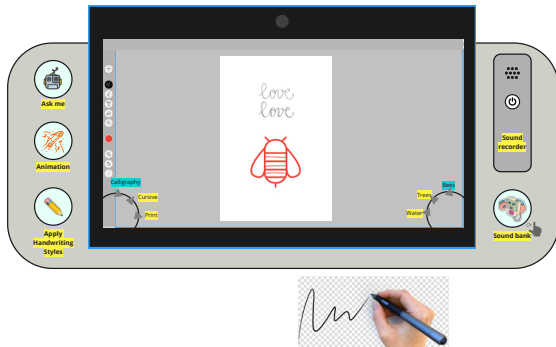 Ask me
Animation
Apply
Handwriting
Styles
love
love
Calligraphy
Cursive
Print
Bees
Trees
Water
Sound
recorder
Sound bank